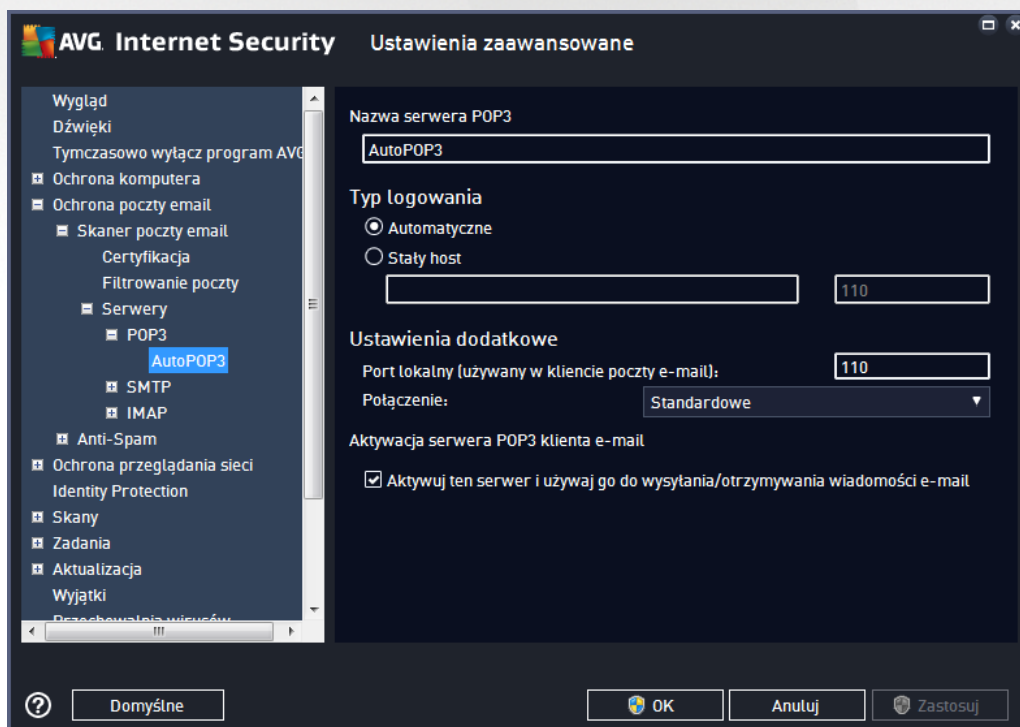 AVG. Internet Security Ustawienia zaawansowane
Wygląd
Dźwięki
Tymczasowo wyłącz program AVG
Ochrona komputera
Ochrona poczty email
Skaner poczty email
Certyfikacja
Filtrowanie poczty
Serwery
POP3
AutoPOP3
SMTP
IMAP
Anti-Spam
Ochrona przeglądania sieci
Identity Protection
Skany
Zadania
Aktualizacja
Wyjątki
Przechowalnia wirusów
Nazwa serwera POP3
AutoPOP3
Typ logowania
Automatyczne
Stały host
110
Ustawienia dodatkowe
Port lokalny (używany w kliencie poczty e-mail): 110
Połączenie: Standardowe
Aktywacja serwera POP3 klienta e-mail
Aktywuj ten serwer i używaj go do wysyłania/otrzymywania wiadomości e-mail
Domyślne OK Anuluj Zastosuj